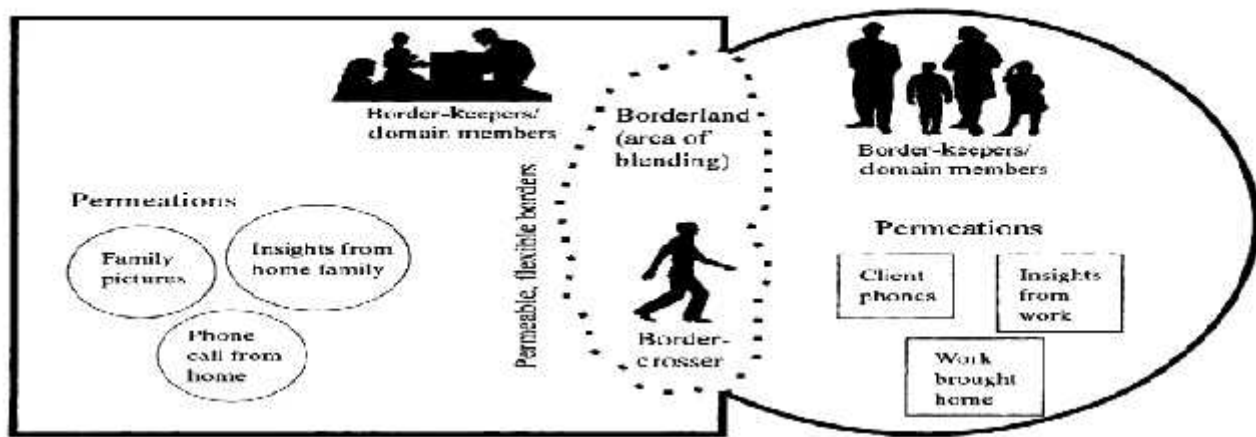 Border-keepers/
domain members
Permeations
Family
pictures
Insights from
home family
Phone
call from
home
Permeable, flexible borders
Borderland
(area of
blending)
Border-
crosser
Border-keepers/
domain members
Permeations
Client
phones
Insights
from
work
Work
brought
home